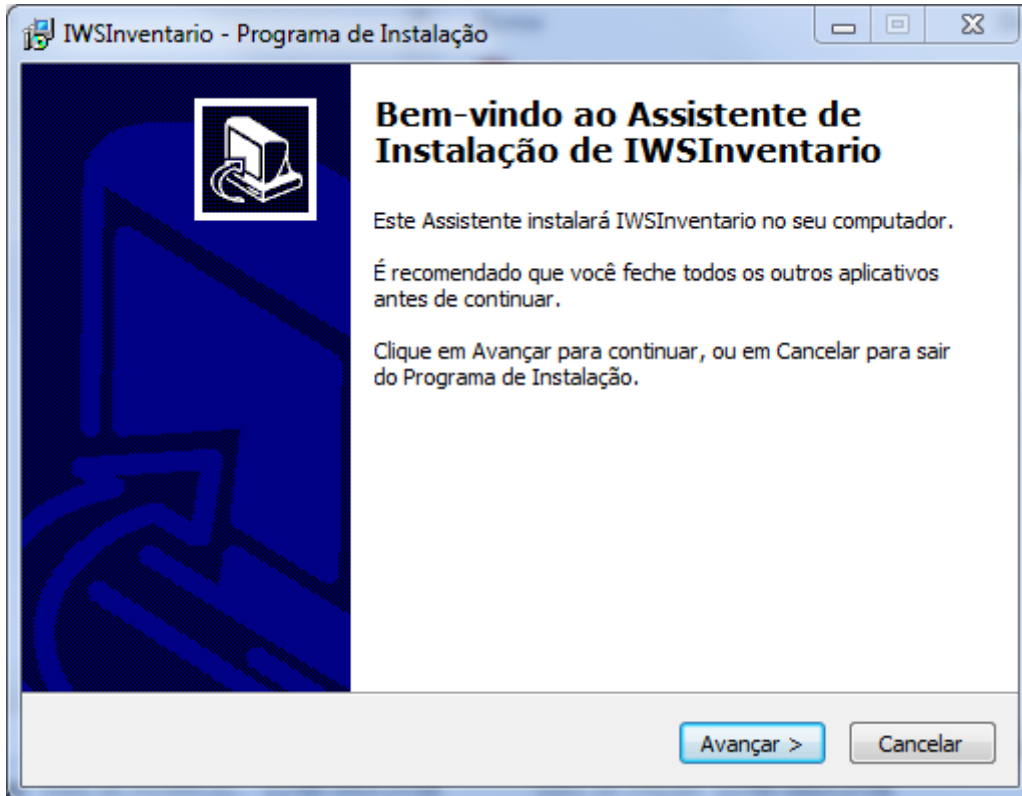 IWSInventario - Programa de Instalação
Bem-vindo ao Assistente de
Instalação de IWSInventario
Este Assistente instalará IWSInventario no seu computador.
É recomendado que você feche todos os outros aplicativos
antes de continuar.
Clique em Avançar para continuar, ou em Cancelar para sair
do Programa de Instalação.
Avançar >
Cancelar